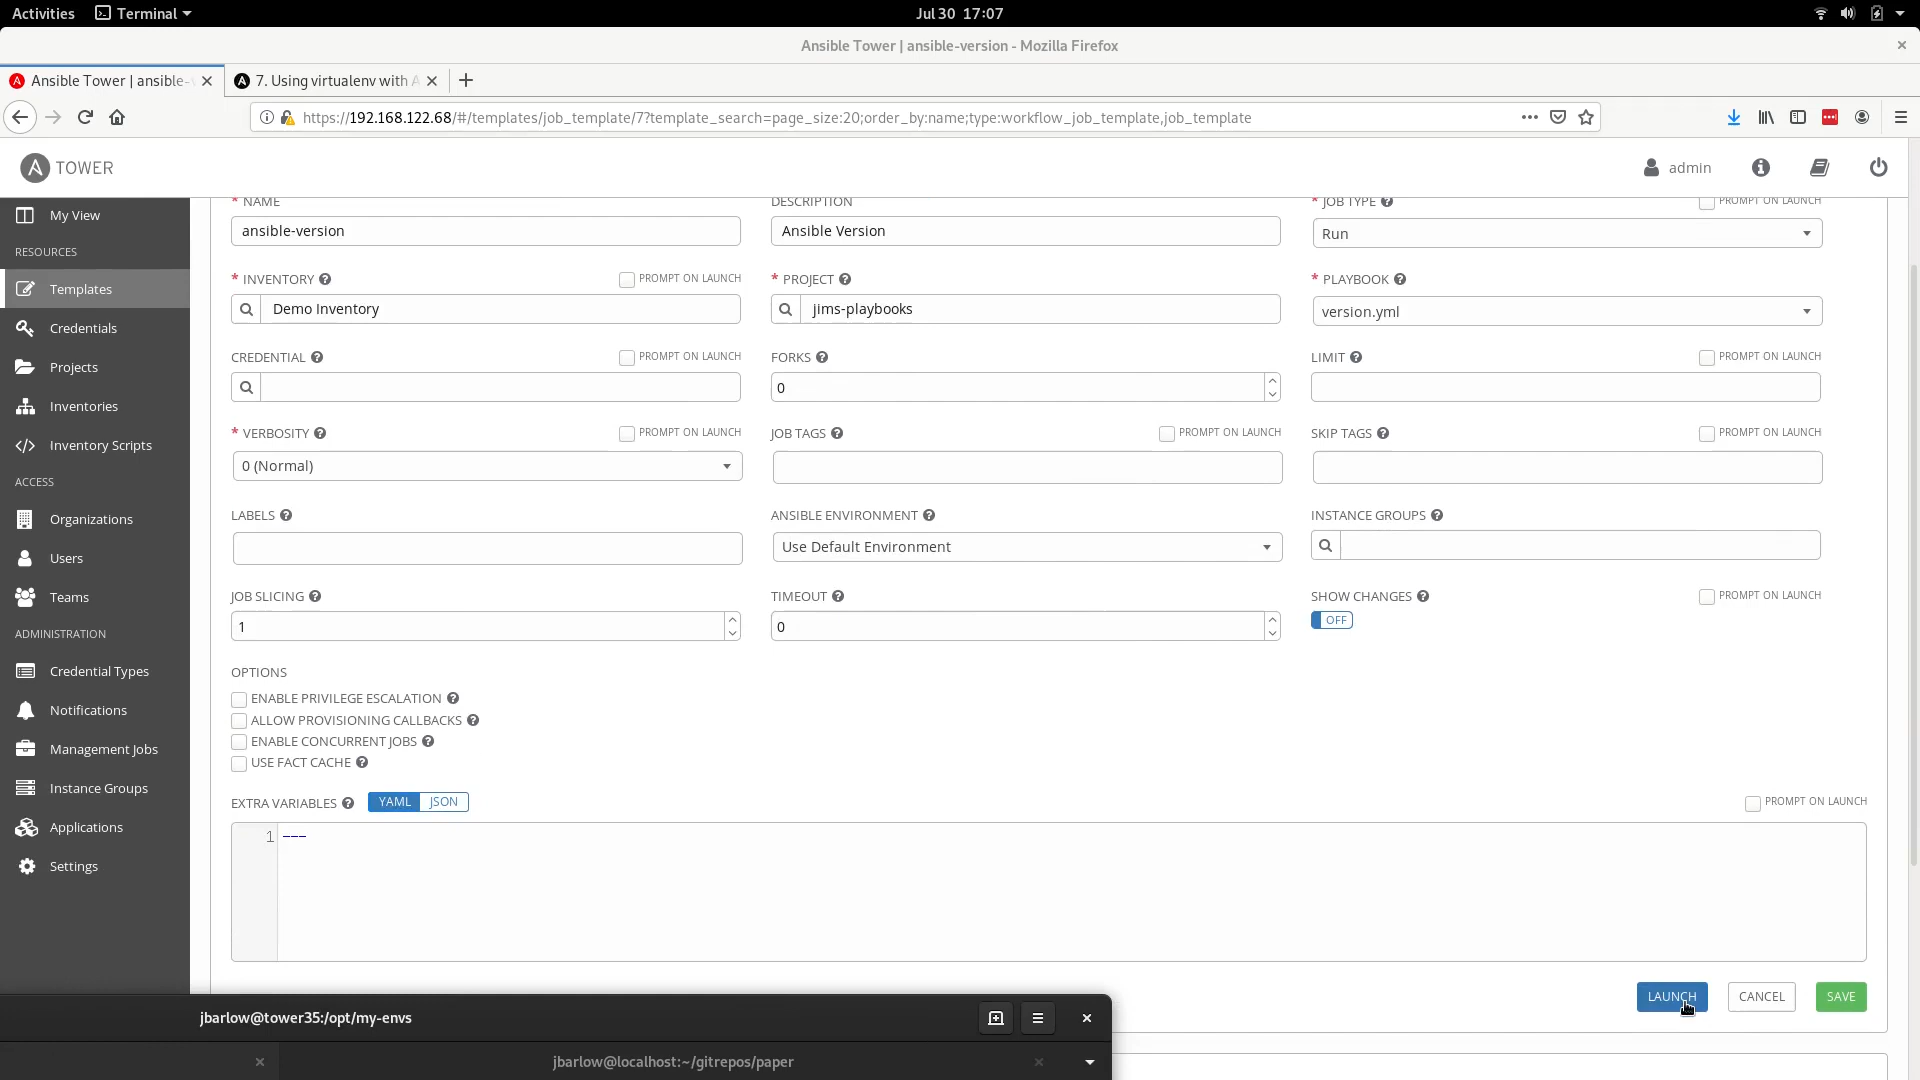 Activities Terminal Jul 30 17:07
Ansible Tower | ansible-version - Mozilla Firefox
Ansible Tower | ansible- 7. Using virtualenv with
https://192.168.122.68/#/templates/job_template/7?template_search=page_size:20;order_by:name;type:workflow_job_template,job_template
A TOWER admin
My View
RESOURCES
Templates
Credentials
Projects
Inventories
Inventory Scripts
ACCESS
Organizations
Users
Teams
ADMINISTRATION
Credential Types
Notifications
Management Jobs
Instance Groups
Applications
Settings
* NAME DESCRIPTION * JOB TYPE PROMPT ON LAUNCH
ansible-version Ansible Version Run
* INVENTORY PROMPT ON LAUNCH * PROJECT * PLAYBOOK
Demo Inventory jims-playbooks version.yml
CREDENTIAL PROMPT ON LAUNCH FORKS LIMIT PROMPT ON LAUNCH
0
* VERBOSITY PROMPT ON LAUNCH JOB TAGS PROMPT ON LAUNCH SKIP TAGS PROMPT ON LAUNCH
0 (Normal)
LABELS ANSIBLE ENVIRONMENT INSTANCE GROUPS
Use Default Environment
JOB SLICING TIMEOUT SHOW CHANGES PROMPT ON LAUNCH
1 0 OFF
OPTIONS
ENABLE PRIVILEGE ESCALATION
ALLOW PROVISIONING CALLBACKS
ENABLE CONCURRENT JOBS
USE FACT CACHE
EXTRA VARIABLES YAML JSON PROMPT ON LAUNCH
1 ---
LAUNCH CANCEL SAVE
jbarlow@tower35:/opt/my-envs
jbarlow@localhost:~/gitrepos/paper